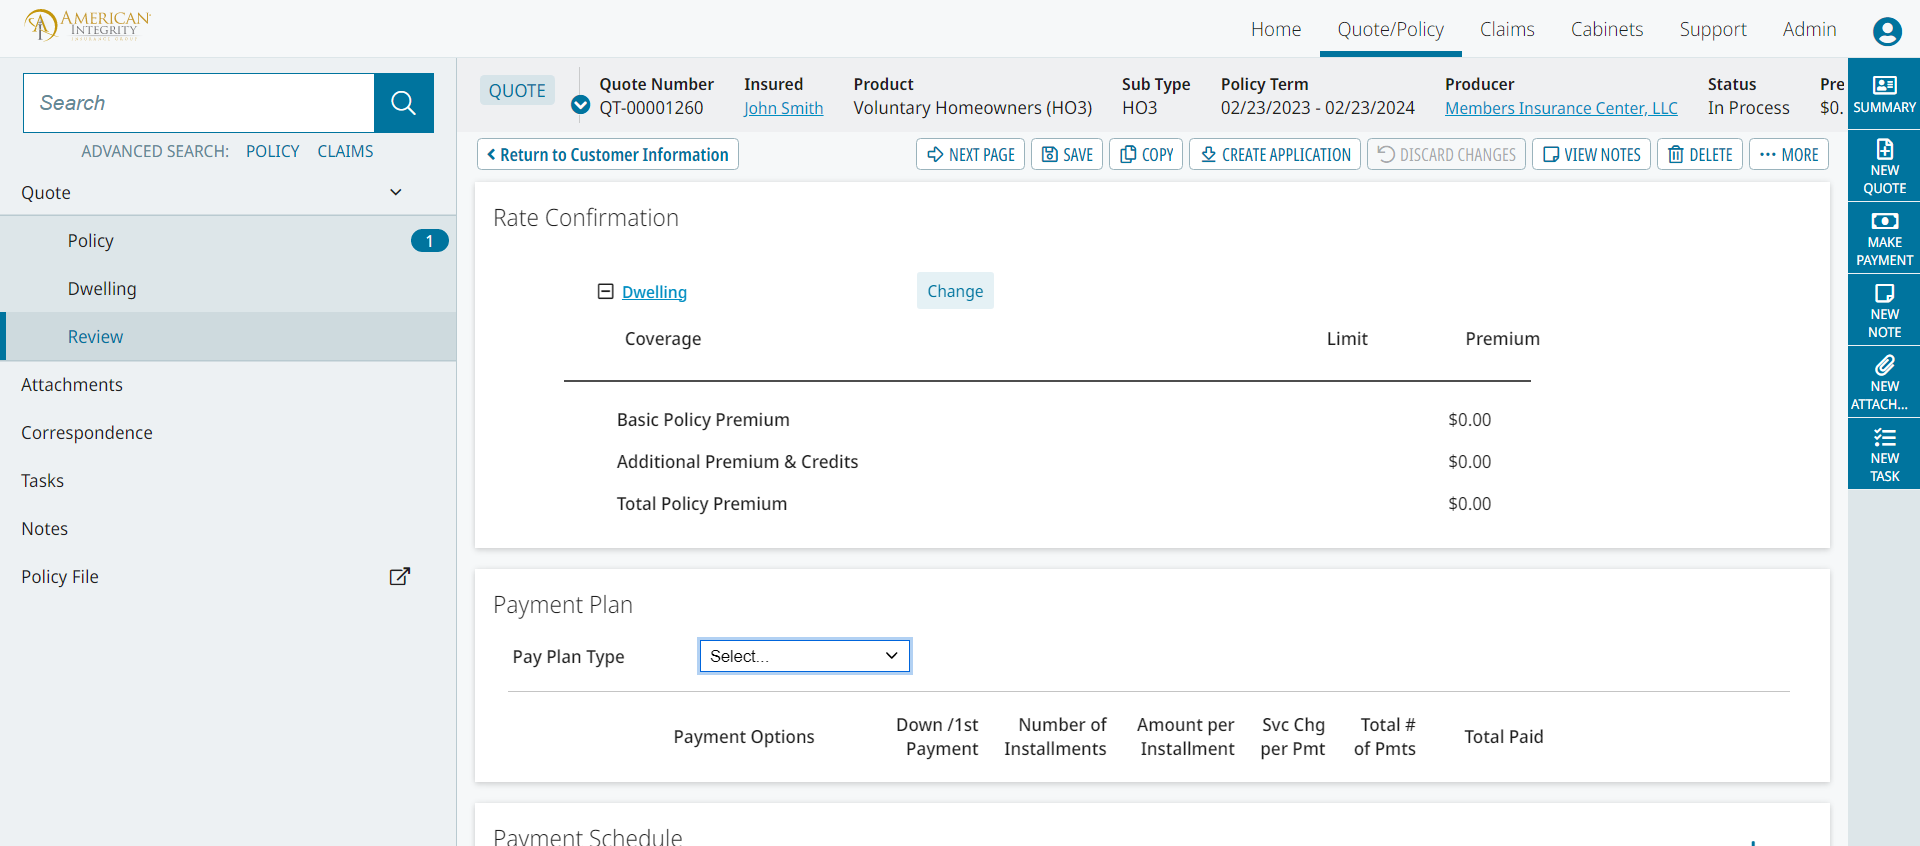 AMERICAN
INTEGRITY
INSURANCE GROUP
Home
Quote/Policy
Claims
Cabinets
Support
Admin
Search
ADVANCED SEARCH: POLICY CLAIMS
Quote
Policy 1
Dwelling
Review
Attachments
Correspondence
Tasks
Notes
Policy File
QUOTE
Quote Number
QT-00001260
Insured
John Smith
Product
Voluntary Homeowners (HO3)
Sub Type
HO3
Policy Term
02/23/2023 - 02/23/2024
Producer
Members Insurance Center, LLC
Status
In Process
Pre
$0.
Return to Customer Information
NEXT PAGE
SAVE
COPY
CREATE APPLICATION
DISCARD CHANGES
VIEW NOTES
DELETE
MORE
Rate Confirmation
Dwelling
Change
Coverage Limit Premium
Basic Policy Premium $0.00
Additional Premium & Credits $0.00
Total Policy Premium $0.00
Payment Plan
Pay Plan Type Select...
Payment Options
Down /1st
Payment
Number of
Installments
Amount per
Installment
Svc Chg
per Pmt
Total #
of Pmts
Total Paid
Payment Schedule
SUMMARY
NEW
QUOTE
MAKE
PAYMENT
NEW
NOTE
NEW
ATTACH...
NEW
TASK